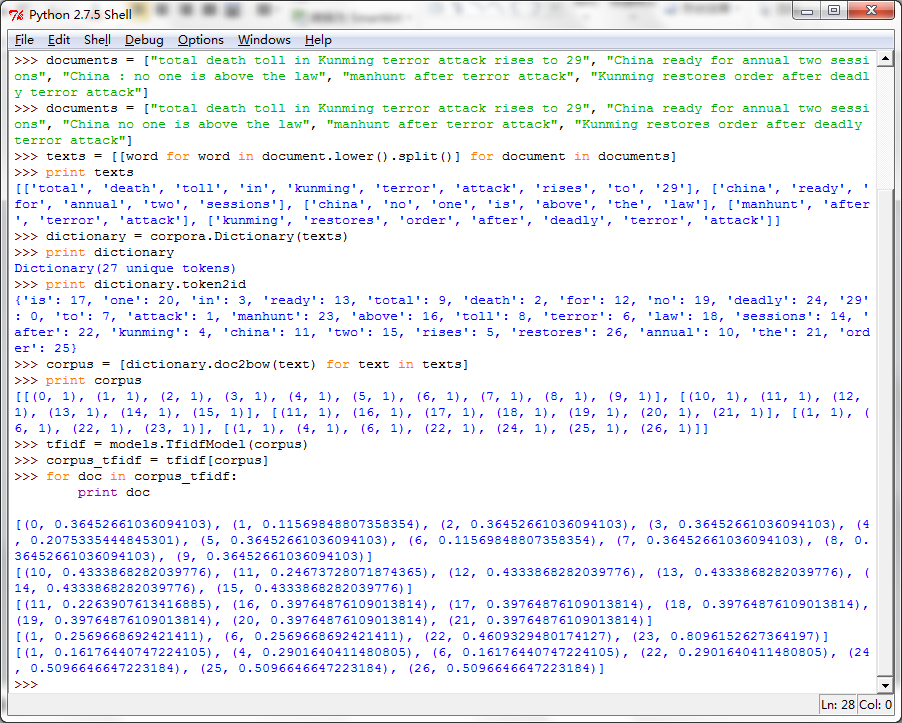 Python 2.7.5 Shell
File Edit Shell Debug Options Windows Help
>>> documents = ["total death toll in Kunming terror attack rises to 29", "China ready for annual two sessi
ons", "China : no one is above the law", "manhunt after terror attack", "Kunming restores order after deadl
y terror attack"]
>>> documents = ["total death toll in Kunming terror attack rises to 29", "China ready for annual two sessi
ons", "China no one is above the law", "manhunt after terror attack", "Kunming restores order after deadly
terror attack"]
>>> texts = [[word for word in document.lower().split()] for document in documents]
>>> print texts
[['total', 'death', 'toll', 'in', 'kunming', 'terror', 'attack', 'rises', 'to', '29'], ['china', 'ready', '
for', 'annual', 'two', 'sessions'], ['china', 'no', 'one', 'is', 'above', 'the', 'law'], ['manhunt', 'after
', 'terror', 'attack'], ['kunming', 'restores', 'order', 'after', 'deadly', 'terror', 'attack']]
>>> dictionary = corpora.Dictionary(texts)
>>> print dictionary
Dictionary(27 unique tokens)
>>> print dictionary.token2id
{'is': 17, 'one': 20, 'in': 3, 'ready': 13, 'total': 9, 'death': 2, 'for': 12, 'no': 19, 'deadly': 24, '29'
: 0, 'to': 7, 'attack': 1, 'manhunt': 23, 'above': 16, 'toll': 8, 'terror': 6, 'law': 18, 'sessions': 14, '
after': 22, 'kunming': 4, 'china': 11, 'two': 15, 'rises': 5, 'restores': 26, 'annual': 10, 'the': 21, 'ord
er': 25}
>>> corpus = [dictionary.doc2bow(text) for text in texts]
>>> print corpus
[[(0, 1), (1, 1), (2, 1), (3, 1), (4, 1), (5, 1), (6, 1), (7, 1), (8, 1), (9, 1)], [(10, 1), (11, 1), (12,
1), (13, 1), (14, 1), (15, 1)], [(11, 1), (16, 1), (17, 1), (18, 1), (19, 1), (20, 1), (21, 1)], [(1, 1), (
6, 1), (22, 1), (23, 1)], [(1, 1), (4, 1), (6, 1), (22, 1), (24, 1), (25, 1), (26, 1)]]
>>> tfidf = models.TfidfModel(corpus)
>>> corpus_tfidf = tfidf[corpus]
>>> for doc in corpus_tfidf:
print doc
[(0, 0.36452661036094103), (1, 0.11569848807358354), (2, 0.36452661036094103), (3, 0.36452661036094103), (4
, 0.2075335444845301), (5, 0.36452661036094103), (6, 0.11569848807358354), (7, 0.36452661036094103), (8, 0.
36452661036094103), (9, 0.36452661036094103)]
[(10, 0.4333868282039776), (11, 0.24673728071874365), (12, 0.4333868282039776), (13, 0.4333868282039776), (
14, 0.4333868282039776), (15, 0.4333868282039776)]
[(11, 0.2263907613416885), (16, 0.39764876109013814), (17, 0.39764876109013814), (18, 0.39764876109013814),
(19, 0.39764876109013814), (20, 0.39764876109013814), (21, 0.39764876109013814)]
[(1, 0.2569668692421411), (6, 0.2569668692421411), (22, 0.4609329480174127), (23, 0.8096152627364197)]
[(1, 0.16176440747224105), (4, 0.2901640411480805), (6, 0.16176440747224105), (22, 0.2901640411480805), (24
, 0.5096646647223184), (25, 0.5096646647223184), (26, 0.5096646647223184)]
>>>
Ln: 28 Col: 0